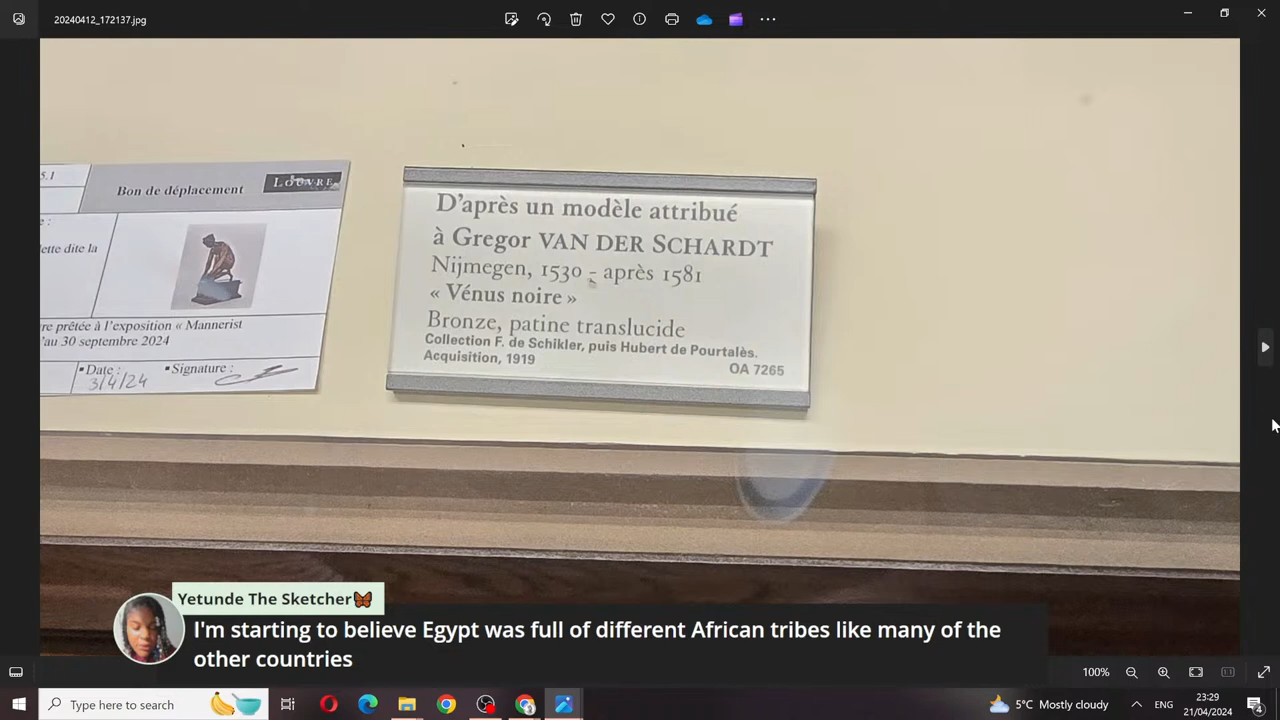 20240412_172137.jpg
5.1
Bon de déplacement
LOUVRE
:
ette dite la
re prêtée à l'exposition « Mannerist
'au 30 septembre 2024
▪ Date :
3/4/24
▪ Signature :
D'après un modèle attribué
à Gregor VAN DER SCHARDT
Nijmegen, 1530 - après 1581
« Vénus noire »
Bronze, patine translucide
Collection F. de Schikler, puis Hubert de Pourtalès.
Acquisition, 1919
OA 7265
Yetunde The Sketcher🦋
I'm starting to believe Egypt was full of different African tribes like many of the
other countries
100%
Type here to search
5°C Mostly cloudy
ENG
23:29
21/04/2024
4